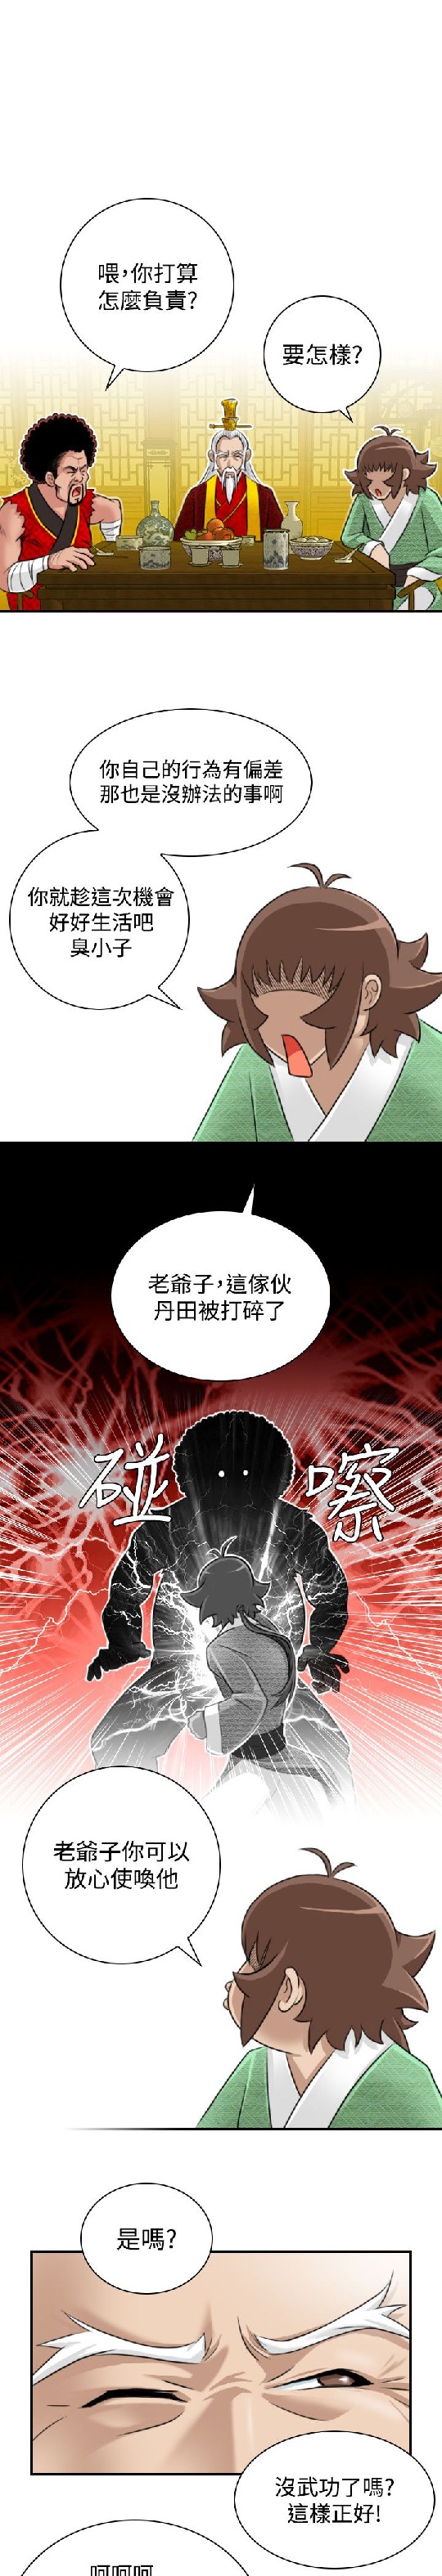 喂,你打算
怎麼負責?
要怎樣?
你自己的行為有偏差
那也是沒辦法的事啊
你就趁這次機會
好好生活吧
臭小子
老爺子,這傢伙
丹田被打碎了
碰
嚓
老爺子你可以
放心使喚他
是嗎?
沒武功了嗎?
這樣正好!
呵呵呵